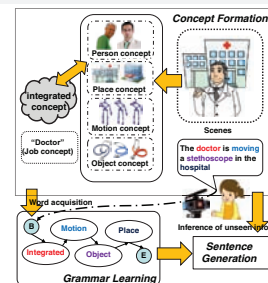 Concept Formation
Person concept
Place concept
Motion concept
Object concept
integrated
concept
"Doctor"
(Job concept)
Scenes
The doctor is moving
a stethoscope in the
hospital
Word acquisition
Inference of unseen info
B
Motion
Place
Integrated
Object
E
Grammar Learning
Sentence
Generation